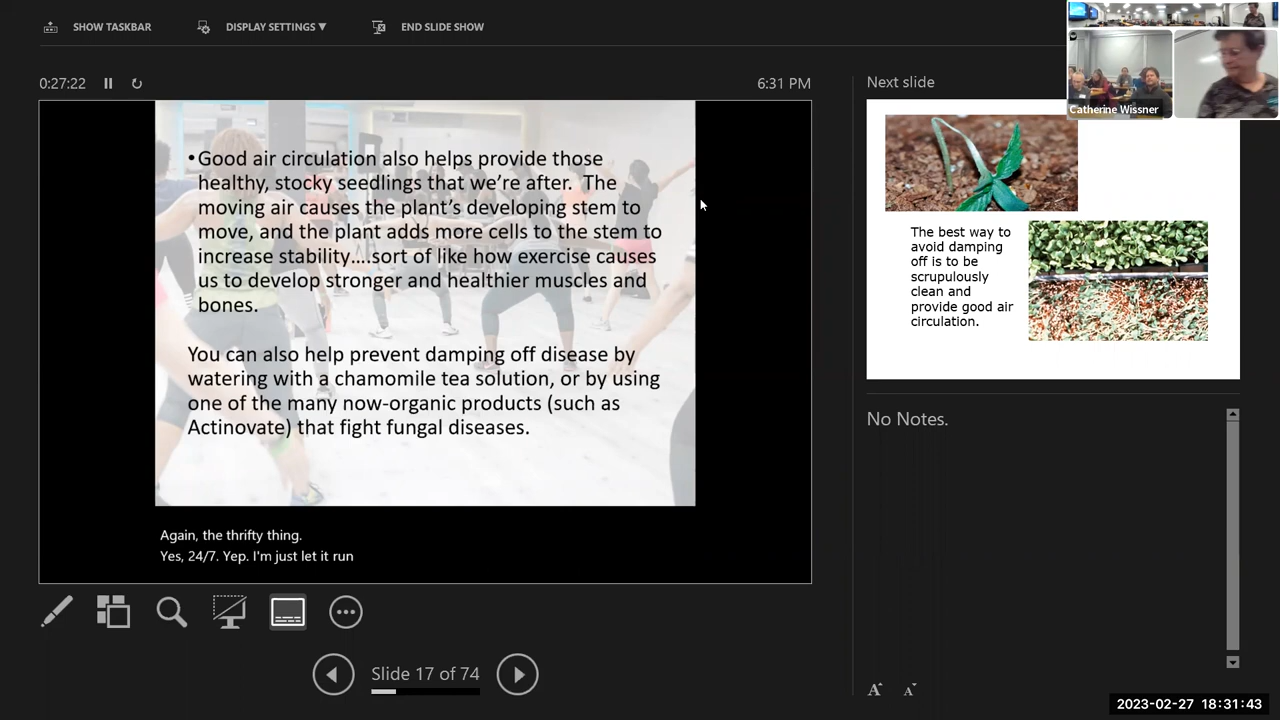 SHOW TASKBAR
DISPLAY SETTINGS ▼
END SLIDE SHOW
0:27:22
6:31 PM
• Good air circulation also helps provide those
healthy, stocky seedlings that we’re after. The
moving air causes the plant’s developing stem to
move, and the plant adds more cells to the stem to
increase stability....sort of like how exercise causes
us to develop stronger and healthier muscles and
bones.
You can also help prevent damping off disease by
watering with a chamomile tea solution, or by using
one of the many now-organic products (such as
Actinovate) that fight fungal diseases.
Again, the thrifty thing.
Yes, 24/7. Yep. I'm just let it run
Slide 17 of 74
Next slide
The best way to
avoid damping
off is to be
scrupulously
clean and
provide good air
circulation.
No Notes.
A A
Catherine Wissner
2023-02-27 18:31:43